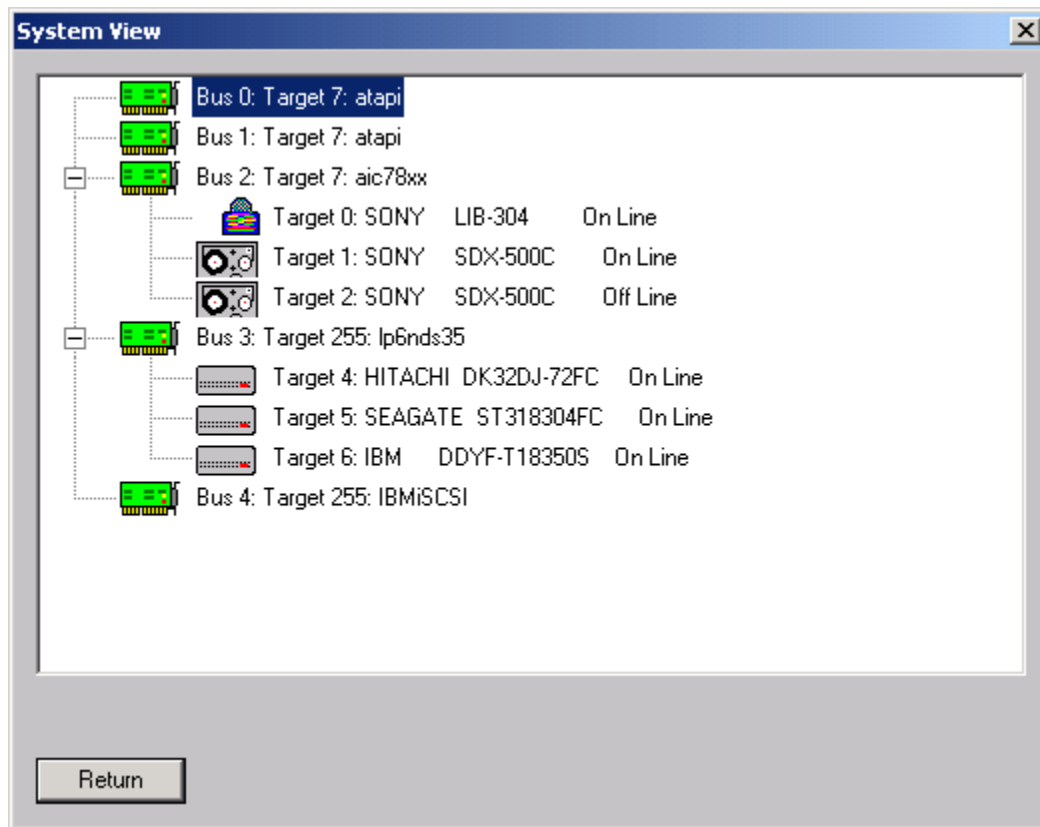 System View
Bus 0: Target 7: atapi
Bus 1: Target 7: atapi
Bus 2: Target 7: aic78xx
Target 0: SONY LIB-304 On Line
Target 1: SONY SDX-500C On Line
Target 2: SONY SDX-500C Off Line
Bus 3: Target 255: lp6nds35
Target 4: HITACHI DK32DJ-72FC On Line
Target 5: SEAGATE ST318304FC On Line
Target 6: IBM DDYF-T18350S On Line
Bus 4: Target 255: IBMiSCSI
Return